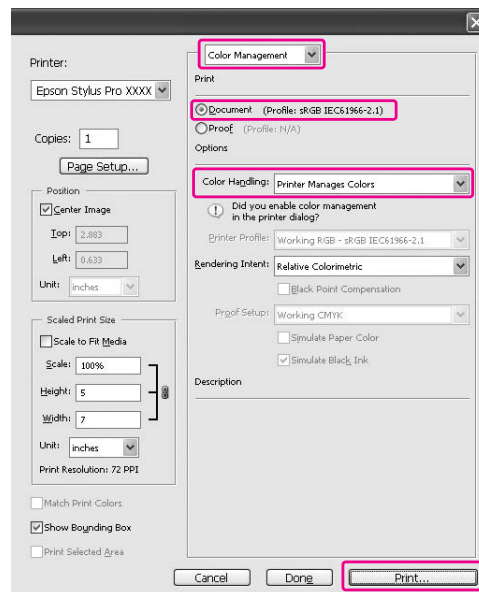 Printer:
Epson Stylus Pro XXXX
Copies: 1
Page Setup...
Position
Center Image
Top: 2.883
Left: 0.633
Unit: inches
Scaled Print Size
Scale to Fit Media
Scale: 100%
Height: 5
Width: 7
Unit: inches
Print Resolution: 72 PPI
Match Print Colors
Show Bounding Box
Print Selected Area
Color Management
Print
Document (Profile: sRGB IEC61966-2.1)
Proof (Profile: N/A)
Options
Color Handling: Printer Manages Colors
Did you enable color management
in the printer dialog?
Printer Profile: Working RGB - sRGB IEC61966-2.1
Rendering Intent: Relative Colorimetric
Black Point Compensation
Proof Setup: Working CMYK
Simulate Paper Color
Simulate Black Ink
Description
Cancel
Done
Print...